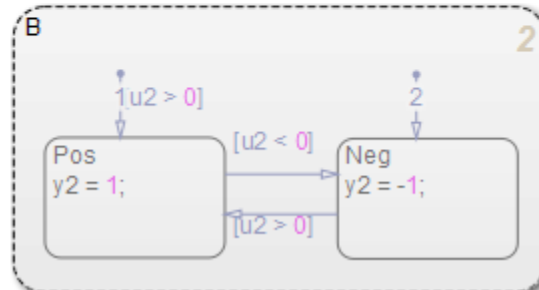 B
2
1[u2 > 0]
2
Pos
y2 = 1;
[u2 < 0]
[u2 > 0]
Neg
y2 = -1;